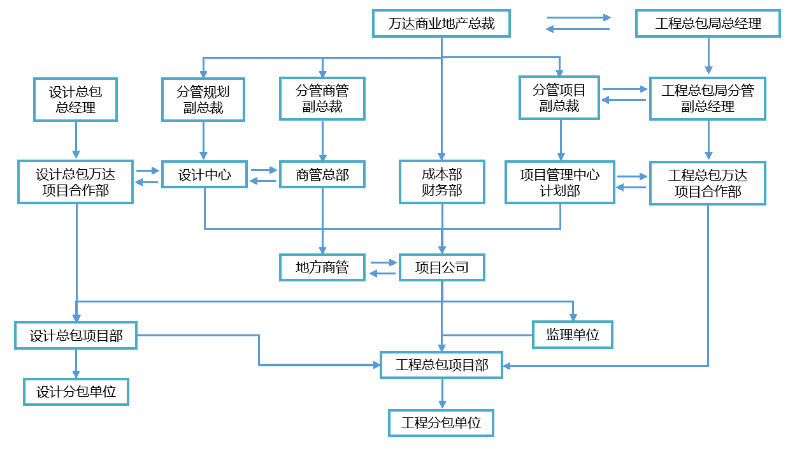 万达商业地产总裁
工程总包局总经理
设计总包
总经理
分管规划
副总裁
分管商管
副总裁
分管项目
副总裁
工程总包局分管
副总经理
设计总包万达
项目合作部
设计中心
商管总部
成本部
财务部
项目管理中心
计划部
工程总包万达
项目合作部
地方商管
项目公司
设计总包项目部
监理单位
工程总包项目部
设计分包单位
工程分包单位